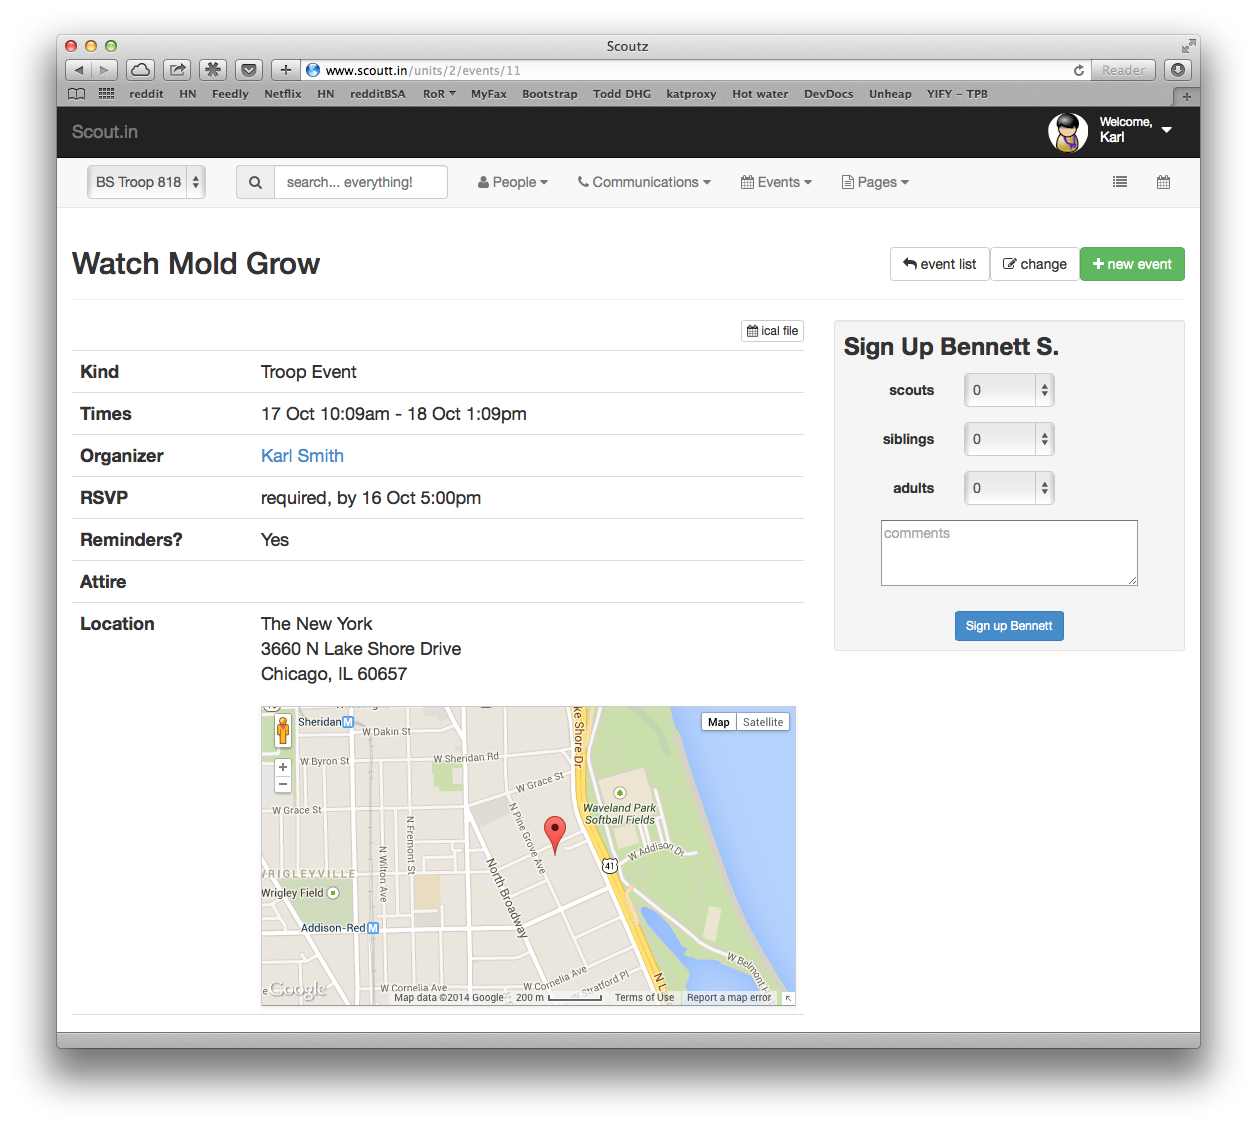 Scoutz
www.scoutt.in/units/2/events/11
Reader
reddit HN Feedly Netflix HN redditBSA RoR MyFax Bootstrap Todd DHG katproxy Hot water DevDocs Unheap YIFY - TPB
Scout.in
Welcome,
Karl
BS Troop 818
search... everything!
People
Communications
Events
Pages
Watch Mold Grow
event list
change
new event
ical file
Kind Troop Event
Times 17 Oct 10:09am - 18 Oct 1:09pm
Organizer Karl Smith
RSVP required, by 16 Oct 5:00pm
Reminders? Yes
Attire
Location The New York
3660 N Lake Shore Drive
Chicago, IL 60657
Sheridan M
W Dakin St
ke Shore Dr
Map Satellite
W Byron St
W Sheridan Rd
W Grace St
W Grace St
Waveland Park
Softball Fields
N Pine Grove Ave
N Fremont St
N Wilton Ave
W Addison Dr
41
WRIGLEYVILLE
Wrigley Field
North Broadway
Addison-Red M
W Belmont H
W Cornelia Ave
W Cornelia Ave
W Stratford Pl
N L
Google
Map data ©2014 Google 200 m Terms of Use Report a map error
Sign Up Bennett S.
scouts 0
siblings 0
adults 0
comments
Sign up Bennett